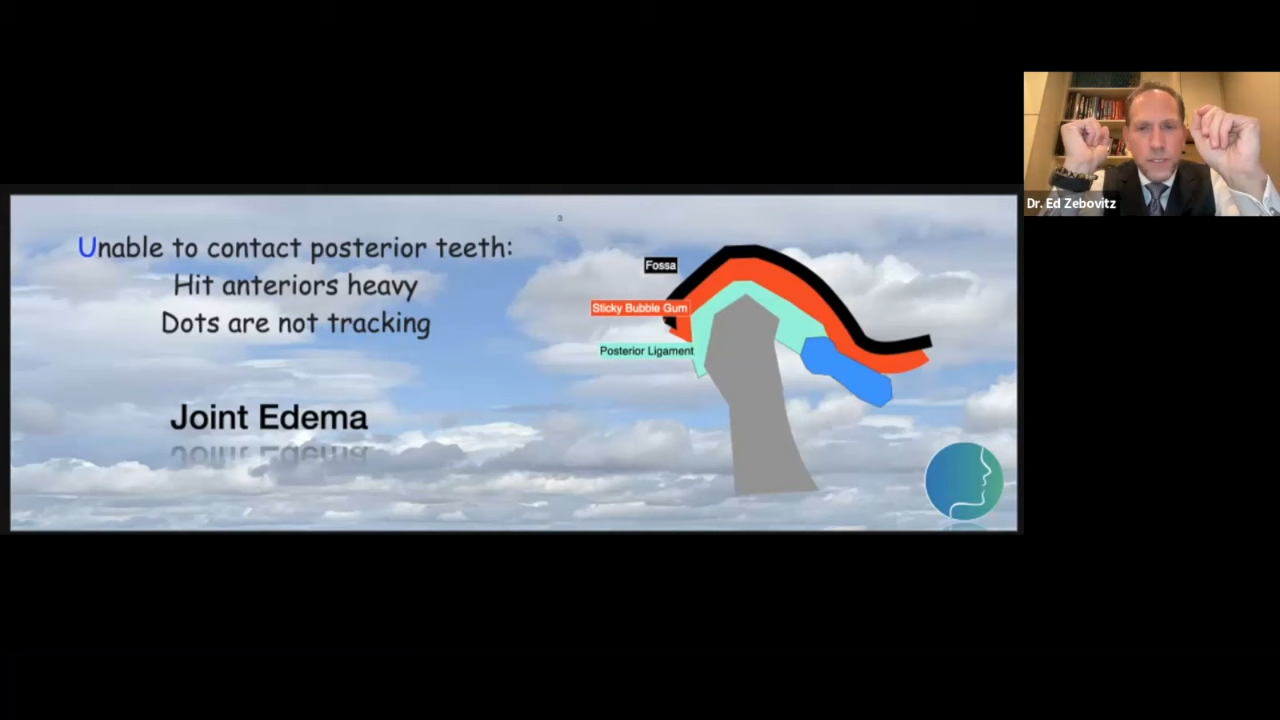 3
Unable to contact posterior teeth:
Hit anteriors heavy
Dots are not tracking
Joint Edema
Fossa
Sticky Bubble Gum
Posterior Ligament
Dr. Ed Zebovitz